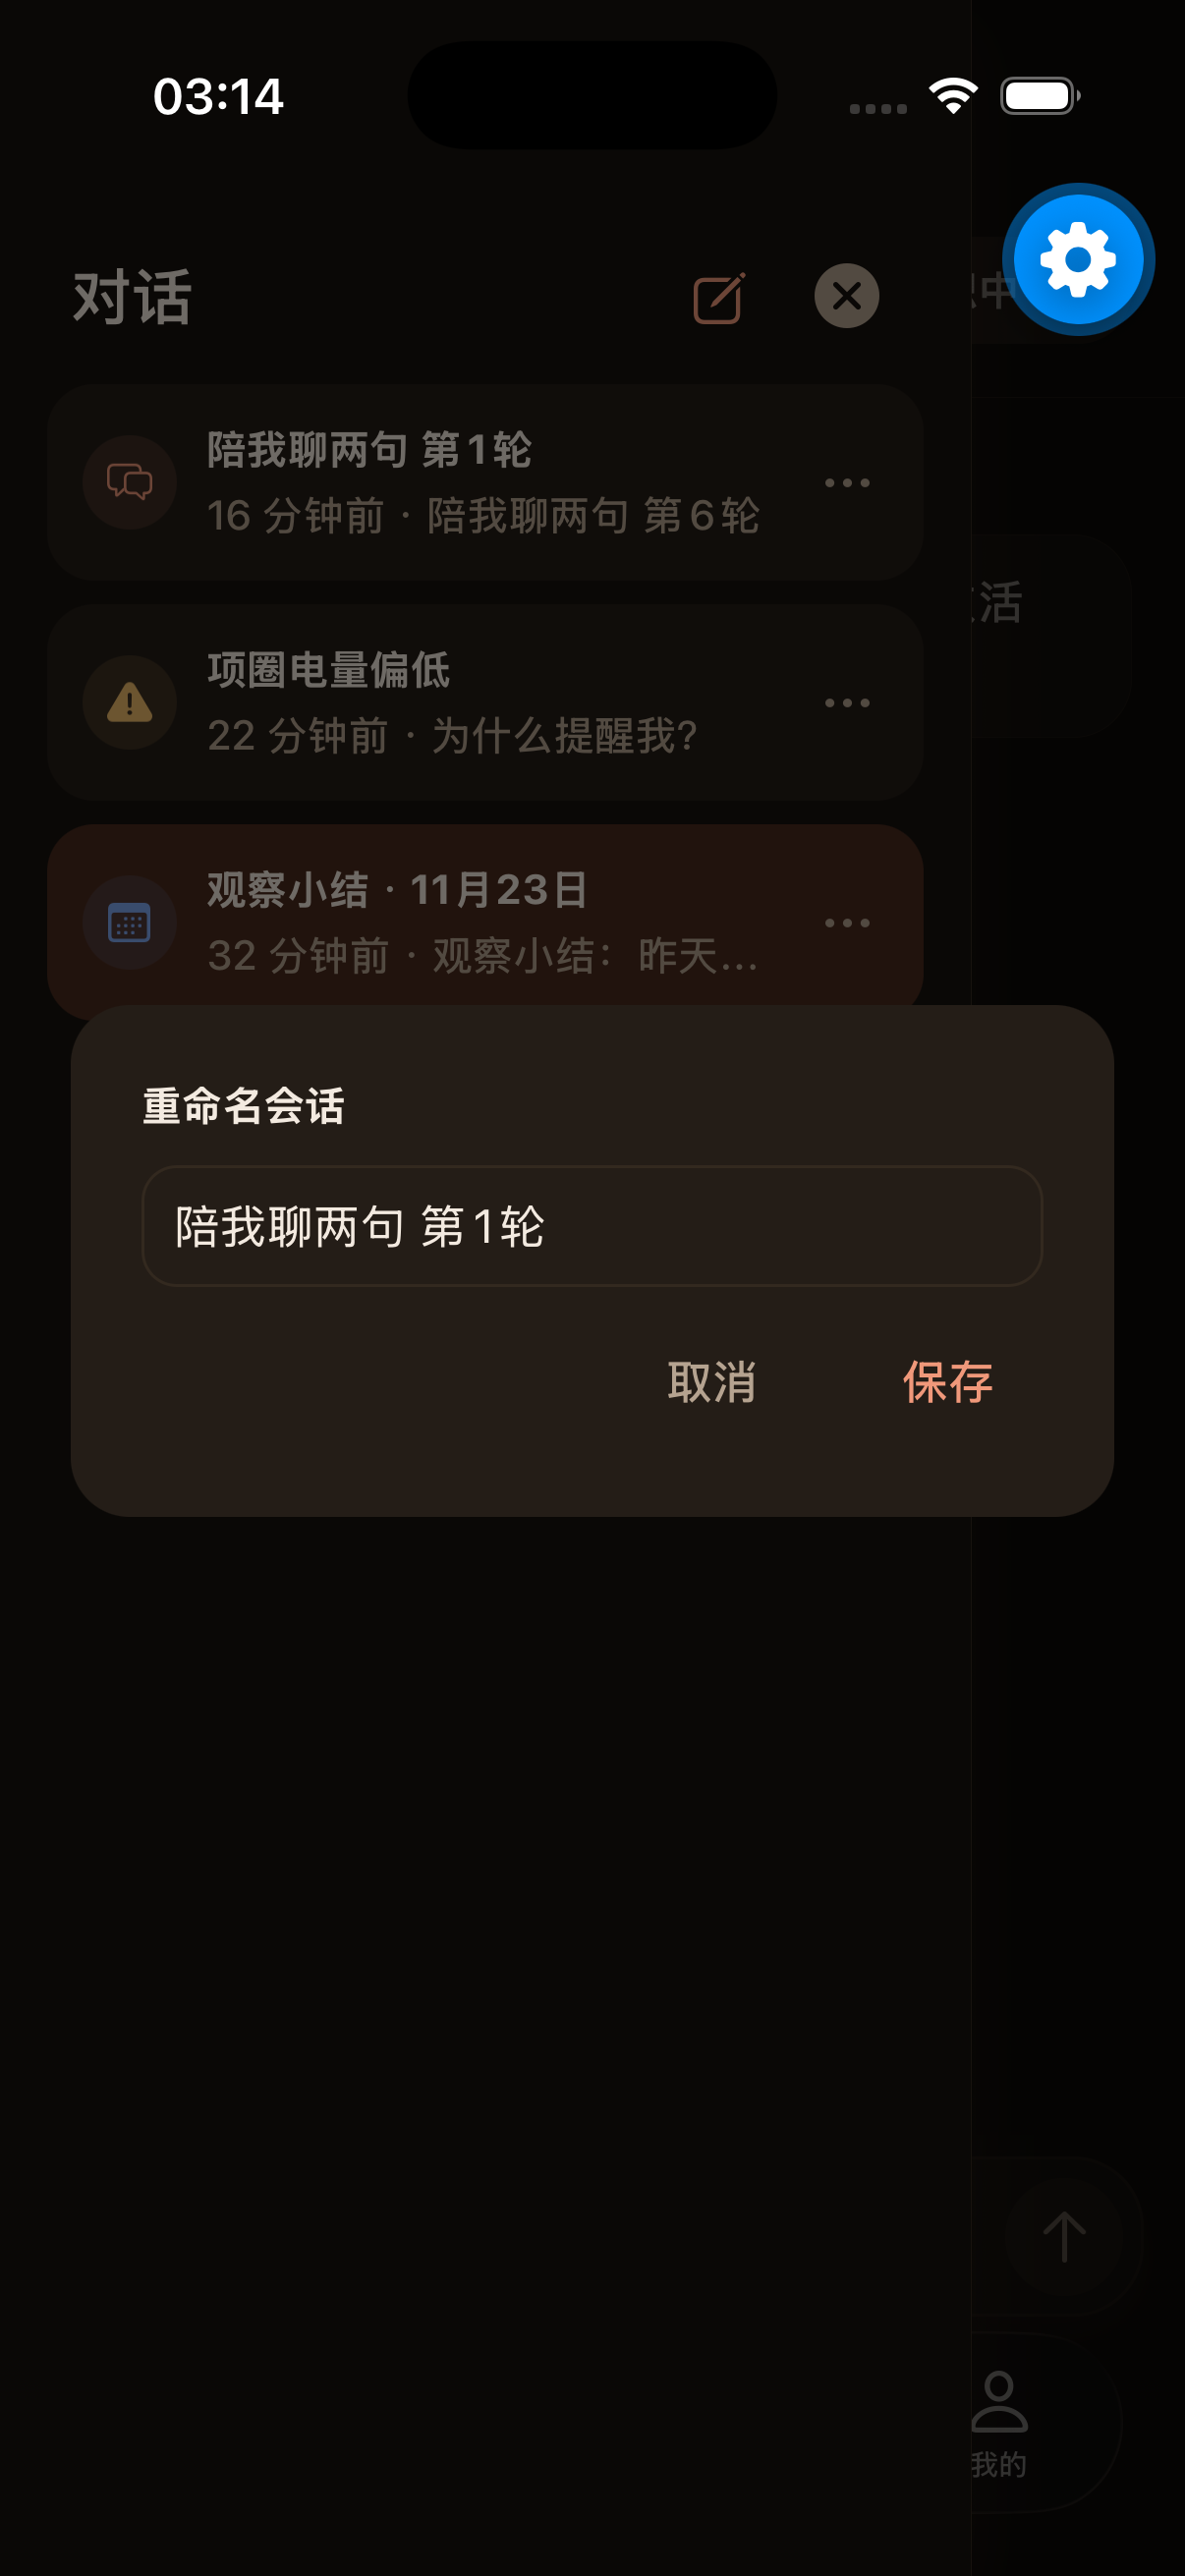 03:14
对话
中
陪我聊两句 第1轮
16 分钟前 · 陪我聊两句 第6轮
活
项圈电量偏低
22 分钟前 · 为什么提醒我?
观察小结 · 11月23日
32 分钟前 · 观察小结：昨天...
重命名会话
陪我聊两句 第1轮
取消
保存
我的